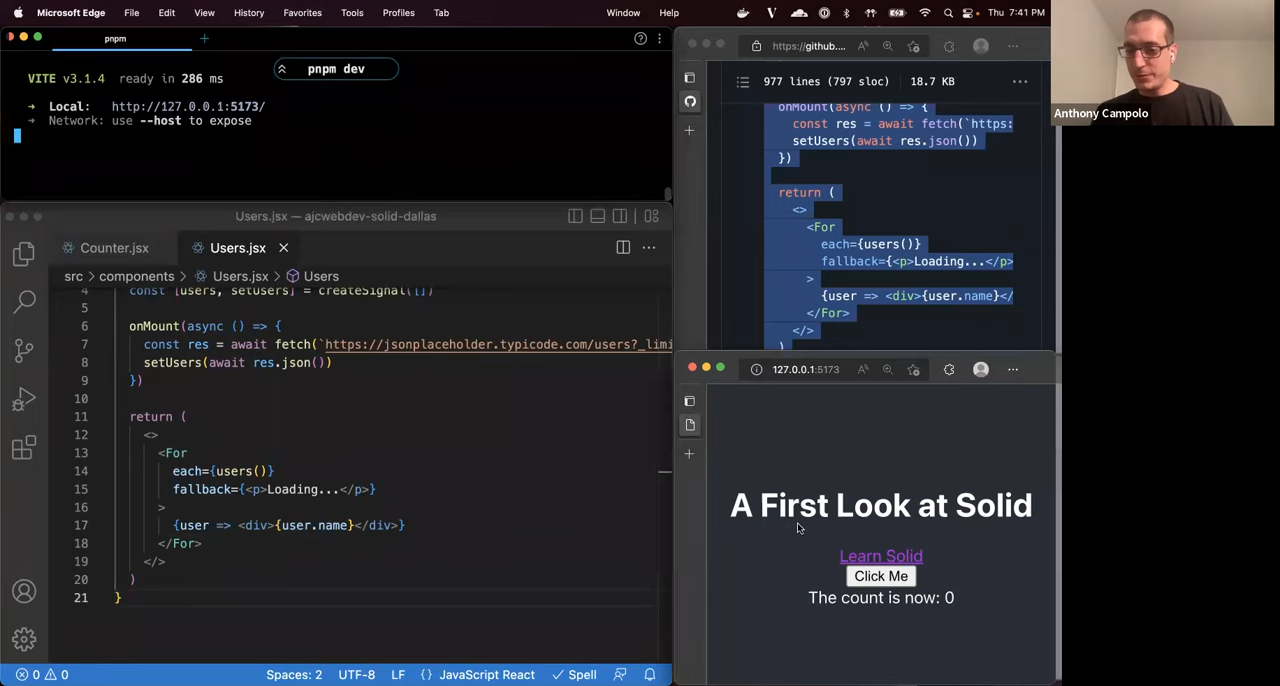 Microsoft Edge File Edit View History Favorites Tools Profiles Tab Window Help Thu 7:41 PM
pnpm
VITE v3.1.4 ready in 286 ms
pnpm dev
➜ Local: http://127.0.0.1:5173/
➜ Network: use --host to expose
Users.jsx — ajcwebdev-solid-dallas
Counter.jsx Users.jsx
src > components > Users.jsx > Users
4 const [users, setUsers] = createSignal([])
5
6 onMount(async () => {
7 const res = await fetch(`https://jsonplaceholder.typicode.com/users?_limi
8 setUsers(await res.json())
9 })
10
11 return (
12 <>
13 <For
14 each={users()}
15 fallback={<p>Loading...</p>}
16 >
17 {user => <div>{user.name}</div>}
18 </For>
19 </>
20 )
21 }
0 0 Spaces: 2 UTF-8 LF {} JavaScript React Spell
https://github....
977 lines (797 sloc) 18.7 KB
onMount(async () => {
const res = await fetch(`https:
setUsers(await res.json())
})
return (
<>
<For
each={users()}
fallback={<p>Loading...</p>
>
{user => <div>{user.name}</
</For>
</>
)
127.0.0.1:5173
A First Look at Solid
Learn Solid
Click Me
The count is now: 0
Anthony Campolo